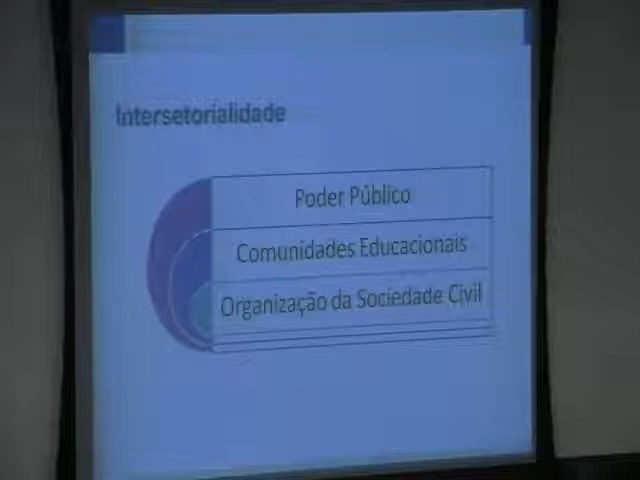 Intersetorialidade
Poder Público
Comunidades Educacionais
Organização da Sociedade Civil